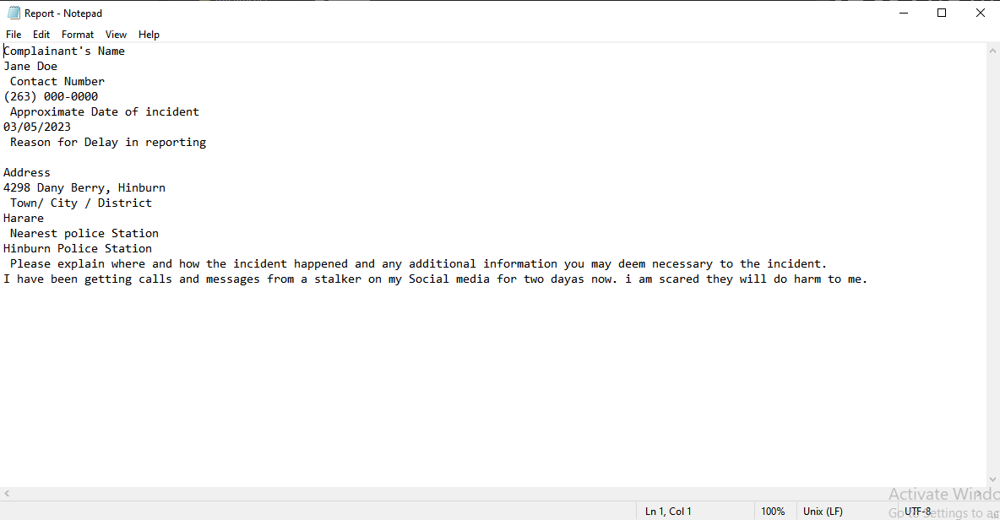 Report - Notepad
File Edit Format View Help
Complainant's Name
Jane Doe
Contact Number
(263) 000-0000
Approximate Date of incident
03/05/2023
Reason for Delay in reporting
Address
4298 Dany Berry, Hinburn
Town/ City / District
Harare
Nearest police Station
Hinburn Police Station
Please explain where and how the incident happened and any additional information you may deem necessary to the incident.
I have been getting calls and messages from a stalker on my Social media for two dayas now. i am scared they will do harm to me.
Activate Windo
Ln 1, Col 1 100% Unix (LF) UTF-8
Go to Settings to ac